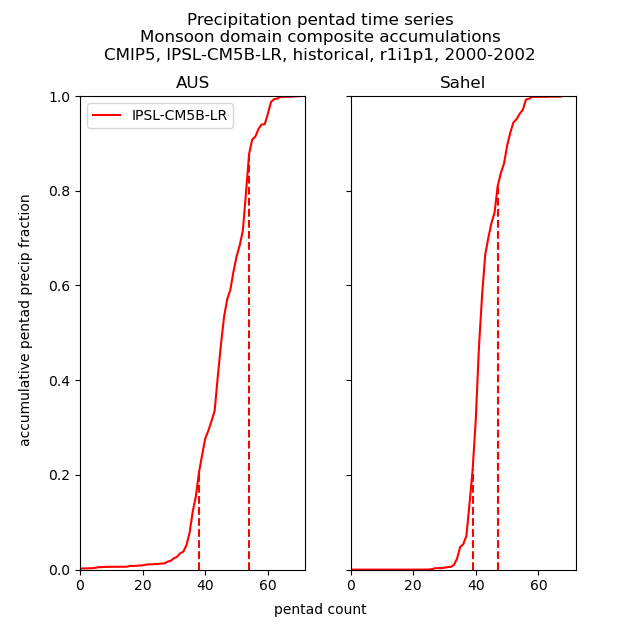 Precipitation pentad time series
Monsoon domain composite accumulations
CMIP5, IPSL-CM5B-LR, historical, r1i1p1, 2000-2002
AUS
Sahel
IPSL-CM5B-LR
accumulative pentad precip fraction
1.0
0.8
0.6
0.4
0.2
0.0
0 20 40 60
0 20 40 60
pentad count